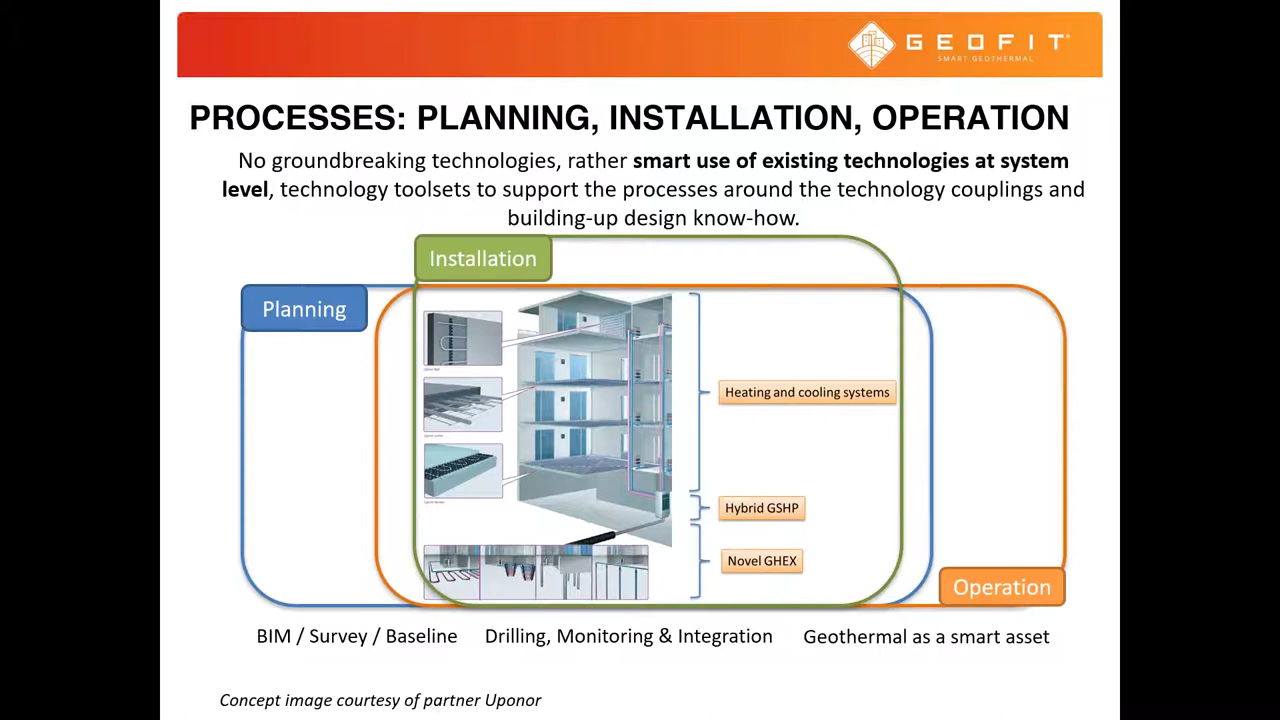 GEOFIT
SMART GEOTHERMAL
PROCESSES: PLANNING, INSTALLATION, OPERATION
No groundbreaking technologies, rather smart use of existing technologies at system
level, technology toolsets to support the processes around the technology couplings and
building-up design know-how.
Installation
Planning
Heating and cooling systems
Hybrid GSHP
Novel GHEX
Operation
BIM / Survey / Baseline
Drilling, Monitoring & Integration
Geothermal as a smart asset
Concept image courtesy of partner Uponor